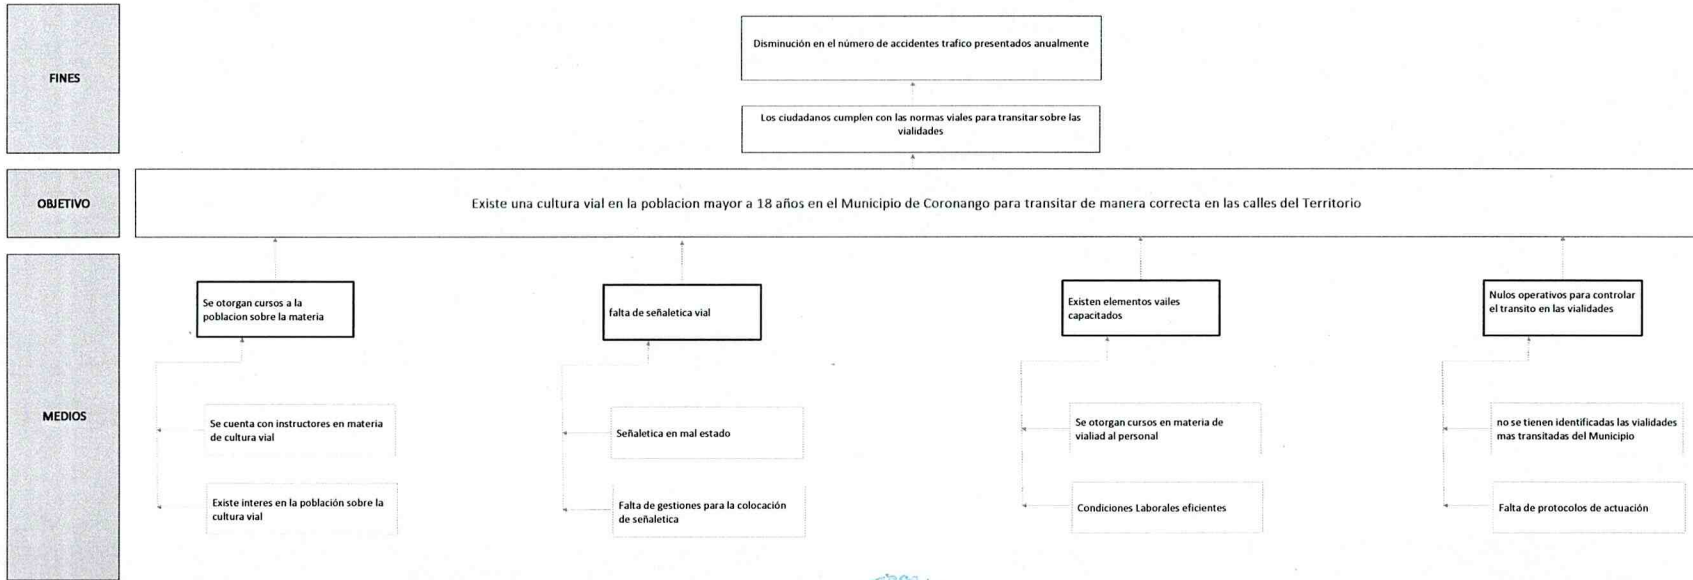 FINES
Disminución en el número de accidentes trafico presentados anualmente
Los ciudadanos cumplen con las normas viales para transitar sobre las
vialidades
OBJETIVO
Existe una cultura vial en la poblacion mayor a 18 años en el Municipio de Coronango para transitar de manera correcta en las calles del Territorio
MEDIOS
Se otorgan cursos a la
poblacion sobre la materia
falta de señaletica vial
Existen elementos vailes
capacitados
Nulos operativos para controlar
el transito en las vialidades
Se cuenta con instructores en materia
de cultura vial
Señaletica en mal estado
Se otorgan cursos en materia de
vialiad al personal
no se tienen identificadas las vialidades
mas transitadas del Municipio
Existe interes en la población sobre la
cultura vial
Falta de gestiones para la colocación
de señaletica
Condiciones Laborales eficientes
Falta de protocolos de actuación